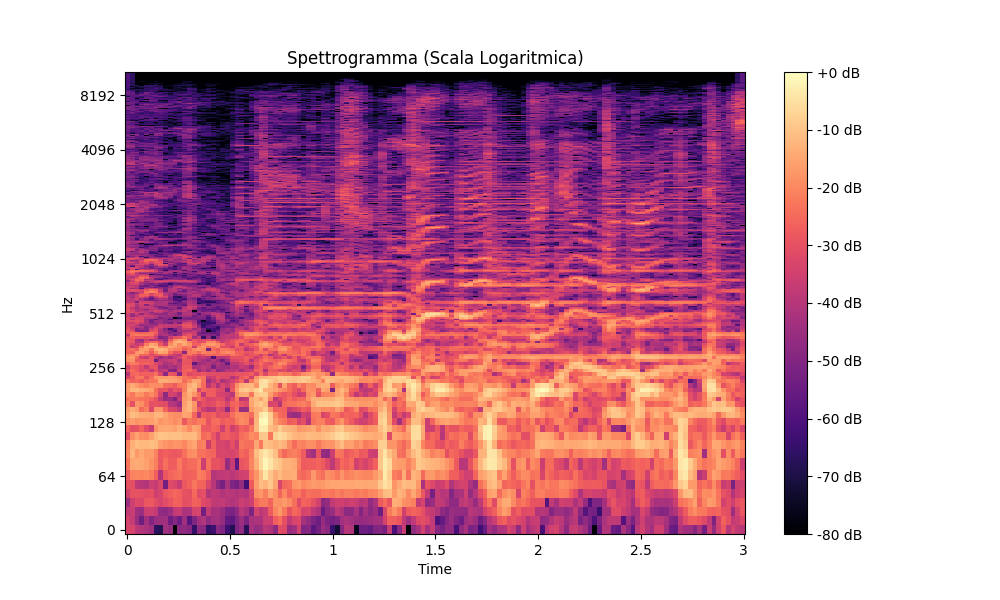 Spettrogramma (Scala Logaritmica)
Hz
8192
4096
2048
1024
512
256
128
64
0
0 0.5 1 1.5 2 2.5 3
Time
+0 dB
-10 dB
-20 dB
-30 dB
-40 dB
-50 dB
-60 dB
-70 dB
-80 dB